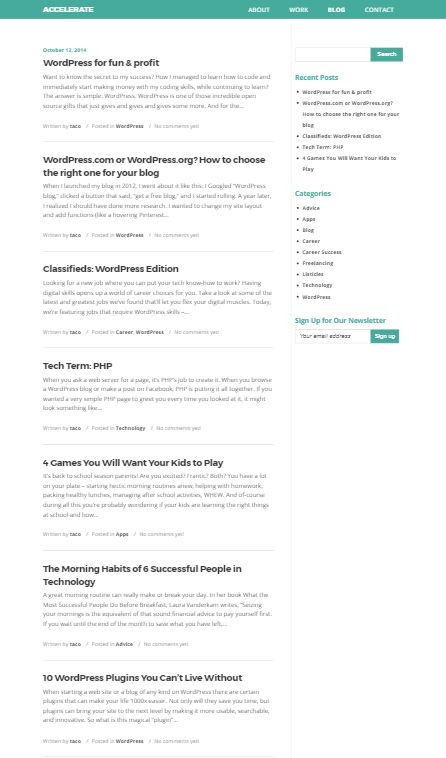 ACCELERATE
ABOUT WORK BLOG CONTACT
October 12, 2014
WordPress for fun & profit
Want to know the secret to my success? How I managed to learn how to code and
immediately start making money with my coding skills, while continuing to learn?
The answer is simple: WordPress. WordPress is one of those incredible open
source gifts that just gives and gives and gives some more. And for the…
Written by taco / Posted in WordPress / No comments yet!
WordPress.com or WordPress.org? How to choose
the right one for your blog
When I launched my blog in 2012, I went about it like this: I Googled "WordPress
blog," clicked a button that said, "get a free blog," and I started rolling. A year later,
I realized I should have done more research. I wanted to change my site layout
and add functions (like a hovering Pinterest…
Written by taco / Posted in WordPress / No comments yet!
Classifieds: WordPress Edition
Looking for a new job where you can put your tech know-how to work? Having
digital skills opens up a world of career choices for you. Take a look at some of the
latest and greatest jobs we've found that'll let you flex your digital muscles. Today,
we're featuring jobs that require WordPress skills –…
Written by taco / Posted in Career, WordPress / No comments yet!
Tech Term: PHP
When you ask a web server for a page, it's PHP's job to create it. When you browse
a WordPress blog or make a post on Facebook, PHP is putting it all together. If you
wanted a very simple PHP page to greet you every time you looked at it, it might
look something like…
Written by taco / Posted in Technology / No comments yet!
4 Games You Will Want Your Kids to Play
It's back to school season parents! Are you excited? Frantic? Both? You have a lot
on your plate – starting hectic morning routines anew, helping with homework,
packing healthy lunches, managing after school activities, WHEW. And of-course
during all this you're probably wondering if your kids are learning the right things
at school and how…
Written by taco / Posted in Apps / No comments yet!
The Morning Habits of 6 Successful People in
Technology
A great morning routine can really make or break your day. In her book What the
Most Successful People Do Before Breakfast, Laura Vanderkam writes, "Seizing
your mornings is the equivalent of that sound financial advice to pay yourself first.
If you wait until the end of the month to save what you have left,…
Written by taco / Posted in Advice / No comments yet!
10 WordPress Plugins You Can't Live Without
When starting a web site or a blog of any kind on WordPress there are certain
plugins that can make your life 1000x easier. Not only will they save you time, but
plugins can bring your site to the next level by making it more usable, searchable,
and innovative. So what is this magical "plugin"…
Written by taco / Posted in WordPress / No comments yet!
Search
Recent Posts
WordPress for fun & profit
WordPress.com or WordPress.org?
How to choose the right one for your
blog
Classifieds: WordPress Edition
Tech Term: PHP
4 Games You Will Want Your Kids to
Play
Categories
Advice
Apps
Blog
Career
Career Success
Freelancing
Listicles
Technology
WordPress
Sign Up for Our Newsletter
Your email address Sign up